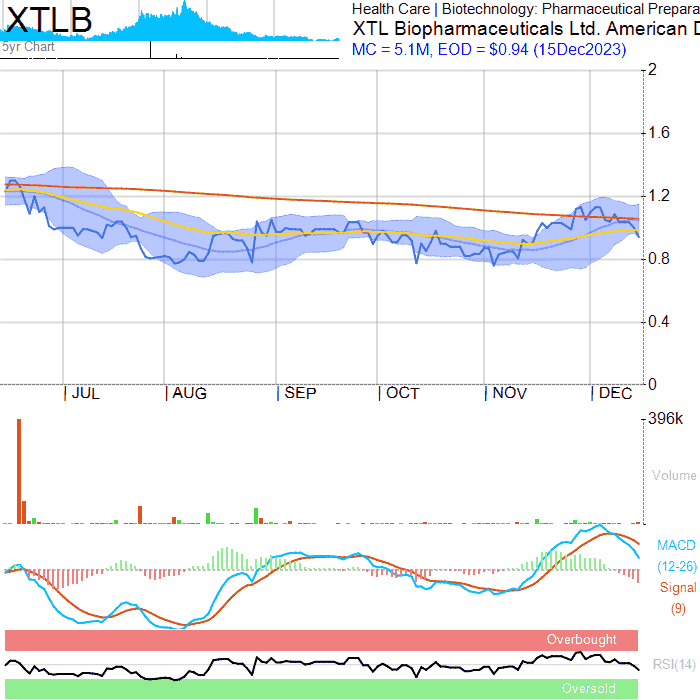 XTLB
5yr Chart
Health Care | Biotechnology: Pharmaceutical Prepara
XTL Biopharmaceuticals Ltd. American D
MC = 5.1M, EOD = $0.94 (15Dec2023)
2
1.6
1.2
0.8
0.4
0
JUL AUG SEP OCT NOV DEC
396k
Volume
MACD
(12-26)
Signal
(9)
Overbought
RSI(14)
Oversold